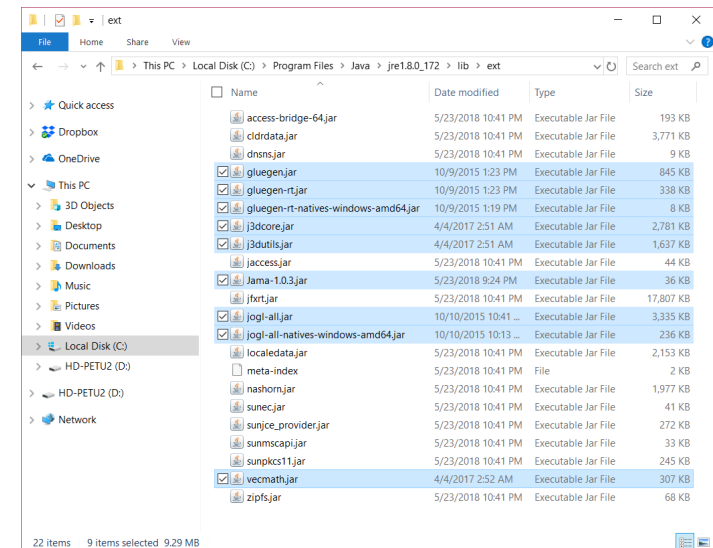 ext
File Home Share View
This PC > Local Disk (C:) > Program Files > Java > jre1.8.0_172 > lib > ext Search ext
Name Date modified Type Size
Quick access
Dropbox
OneDrive
This PC
3D Objects
Desktop
Documents
Downloads
Music
Pictures
Videos
Local Disk (C:)
HD-PETU2 (D:)
HD-PETU2 (D:)
Network
access-bridge-64.jar 5/23/2018 10:41 PM Executable Jar File 193 KB
cldrdata.jar 5/23/2018 10:41 PM Executable Jar File 3,771 KB
dnsns.jar 5/23/2018 10:41 PM Executable Jar File 9 KB
gluegen.jar 10/9/2015 1:23 PM Executable Jar File 845 KB
gluegen-rt.jar 10/9/2015 1:23 PM Executable Jar File 338 KB
gluegen-rt-natives-windows-amd64.jar 10/9/2015 1:19 PM Executable Jar File 8 KB
j3dcore.jar 4/4/2017 2:51 AM Executable Jar File 2,781 KB
j3dutils.jar 4/4/2017 2:51 AM Executable Jar File 1,637 KB
jaccess.jar 5/23/2018 10:41 PM Executable Jar File 44 KB
Jama-1.0.3.jar 5/23/2018 9:24 PM Executable Jar File 36 KB
jfxrt.jar 5/23/2018 10:41 PM Executable Jar File 17,807 KB
jogl-all.jar 10/10/2015 10:41 ... Executable Jar File 3,335 KB
jogl-all-natives-windows-amd64.jar 10/10/2015 10:13 ... Executable Jar File 236 KB
localedata.jar 5/23/2018 10:41 PM Executable Jar File 2,153 KB
meta-index 5/23/2018 10:41 PM File 2 KB
nashorn.jar 5/23/2018 10:41 PM Executable Jar File 1,977 KB
sunec.jar 5/23/2018 10:41 PM Executable Jar File 41 KB
sunjce_provider.jar 5/23/2018 10:41 PM Executable Jar File 272 KB
sunmscapi.jar 5/23/2018 10:41 PM Executable Jar File 33 KB
sunpkcs11.jar 5/23/2018 10:41 PM Executable Jar File 245 KB
vecmath.jar 4/4/2017 2:52 AM Executable Jar File 307 KB
zipfs.jar 5/23/2018 10:41 PM Executable Jar File 68 KB
22 items 9 items selected 9.29 MB